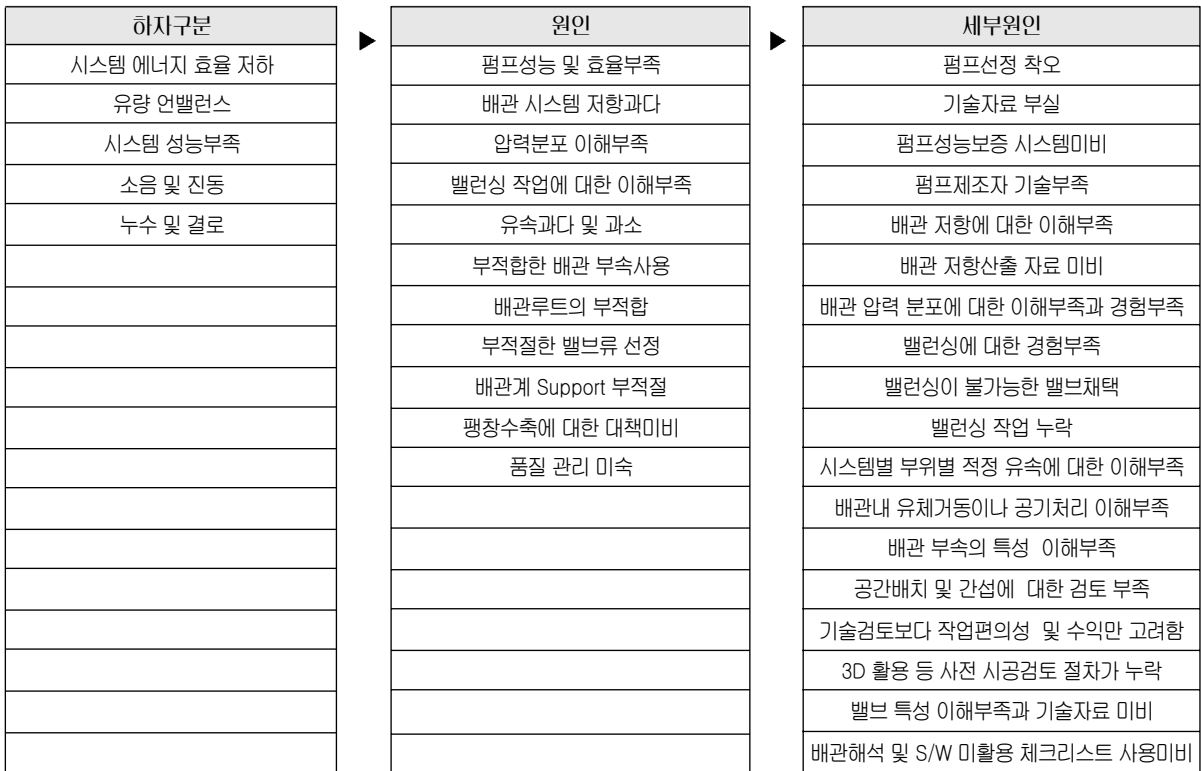 하자구분
시스템 에너지 효율 저하
유량 언밸런스
시스템 성능부족
소음 및 진동
누수 및 결로
▶
원인
펌프성능 및 효율부족
배관 시스템 저항과다
압력분포 이해부족
밸런싱 작업에 대한 이해부족
유속과다 및 과소
부적합한 배관 부속사용
배관루트의 부적합
부적절한 밸브류 선정
배관계 Support 부적절
팽창수축에 대한 대책미비
품질 관리 미숙
▶
세부원인
펌프선정 착오
기술자료 부실
펌프성능보증 시스템미비
펌프제조자 기술부족
배관 저항에 대한 이해부족
배관 저항산출 자료 미비
배관 압력 분포에 대한 이해부족과 경험부족
밸런싱에 대한 경험부족
밸런싱이 불가능한 밸브채택
밸런싱 작업 누락
시스템별 부위별 적정 유속에 대한 이해부족
배관내 유체거동이나 공기처리 이해부족
배관 부속의 특성 이해부족
공간배치 및 간섭에 대한 검토 부족
기술검토보다 작업편의성 및 수익만 고려함
3D 활용 등 사전 시공검토 절차가 누락
밸브 특성 이해부족과 기술자료 미비
배관해석 및 S/W 미활용 체크리스트 사용미비